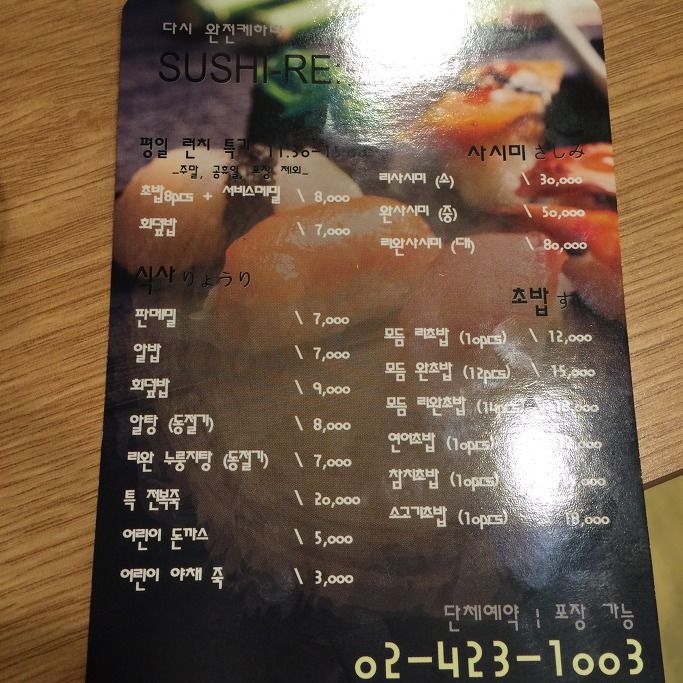 다시 완전케하다
SUSHI-RE:
평일 런치 특가
-주말, 공휴일, 포장 제외-
초밥8pcs + 서비스메밀 \ 8,000
회덮밥 \ 7,000
식사 りょうり
판메밀 \ 7,000
알밥 \ 7,000
회덮밥 \ 9,000
알탕 (동절기) \ 8,000
리완 누룽지탕 (동절기) \ 7,000
특 전복죽 \ 20,000
어린이 돈까스 \ 5,000
어린이 야채 죽 \ 3,000
사시미 さしみ
리사시미 (소) \ 30,000
완사시미 (중) \ 50,000
리완사시미 (대) \ 80,000
초밥 す
모듬 리초밥 (10pcs) \ 12,000
모듬 완초밥 (12pcs) \ 15,000
모듬 리완초밥 (14pcs)
연어초밥 (10pcs)
참치초밥 (10pcs)
소고기초밥 (10pcs) \ 18,000
단체예약 | 포장 가능
02-423-1003